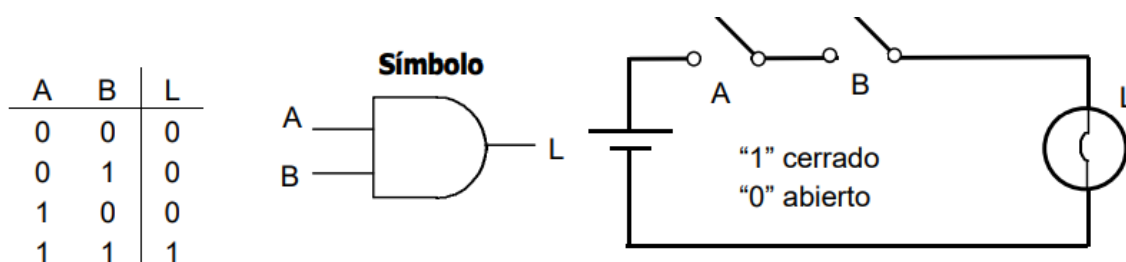 A B L
0 0 0
0 1 0
1 0 0
1 1 1
Símbolo
A
B
L
A
B
L
“1” cerrado
“0” abierto